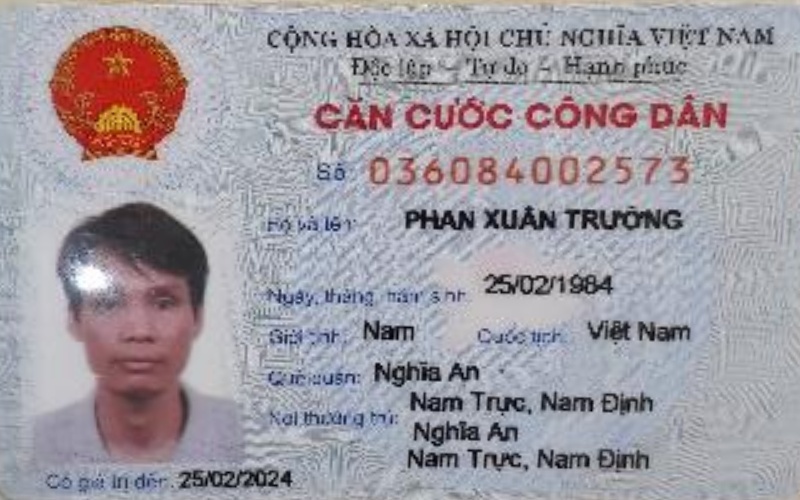 CỘNG HÒA XÃ HỘI CHỦ NGHĨA VIỆT NAM
Độc lập - Tự do - Hạnh phúc
CĂN CƯỚC CÔNG DÂN
Số 036084002573
Họ và tên: PHAN XUÂN TRƯỜNG
Ngày, tháng, năm sinh: 25/02/1984
Giới tính: Nam Quốc tịch: Việt Nam
Quê quán: Nghĩa An
Nam Trực, Nam Định
Nơi thường trú: Nghĩa An
Nam Trực, Nam Định
Có giá trị đến: 25/02/2024